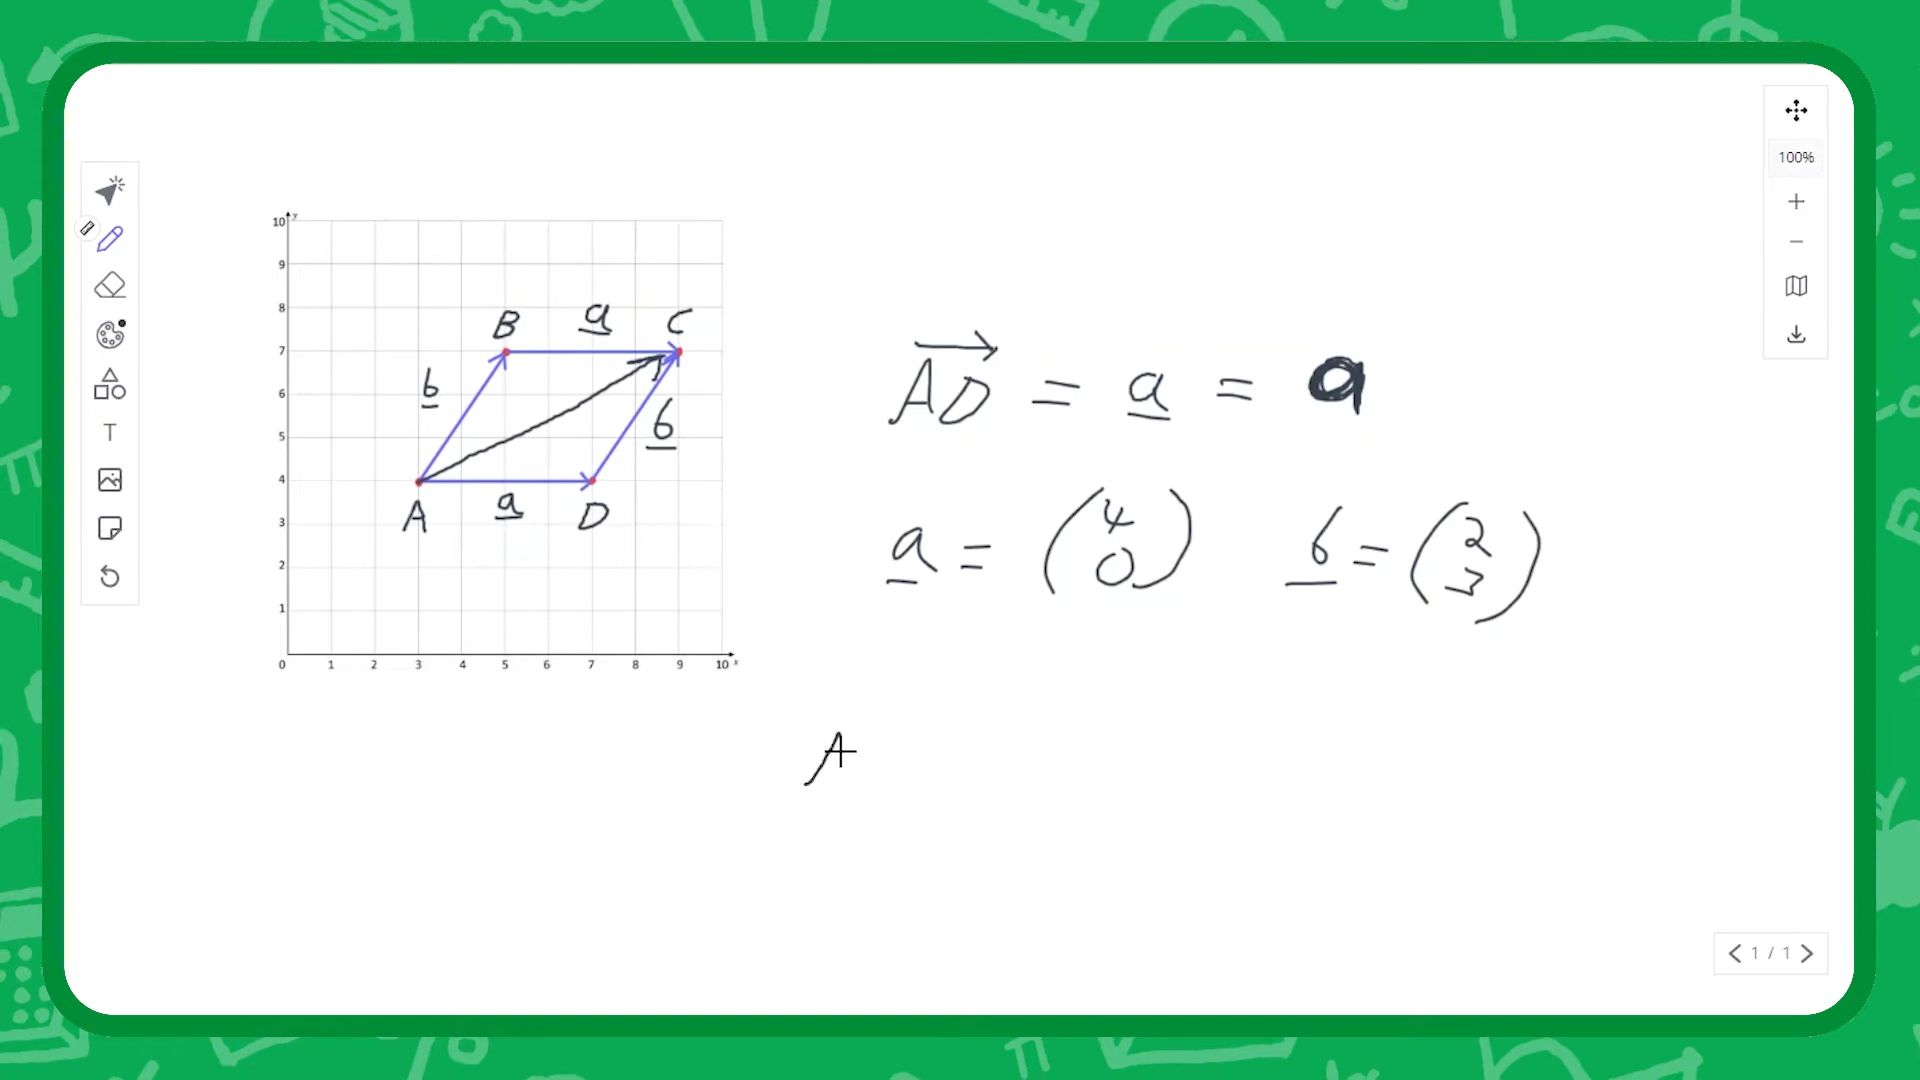 100%
10 y
9
8
7
6
5
4
3
2
1
0 1 2 3 4 5 6 7 8 9 10 x
B a C
b
b
A a D
AD = a = a
a = (4 0) b = (2 3)
A
T
1 / 1